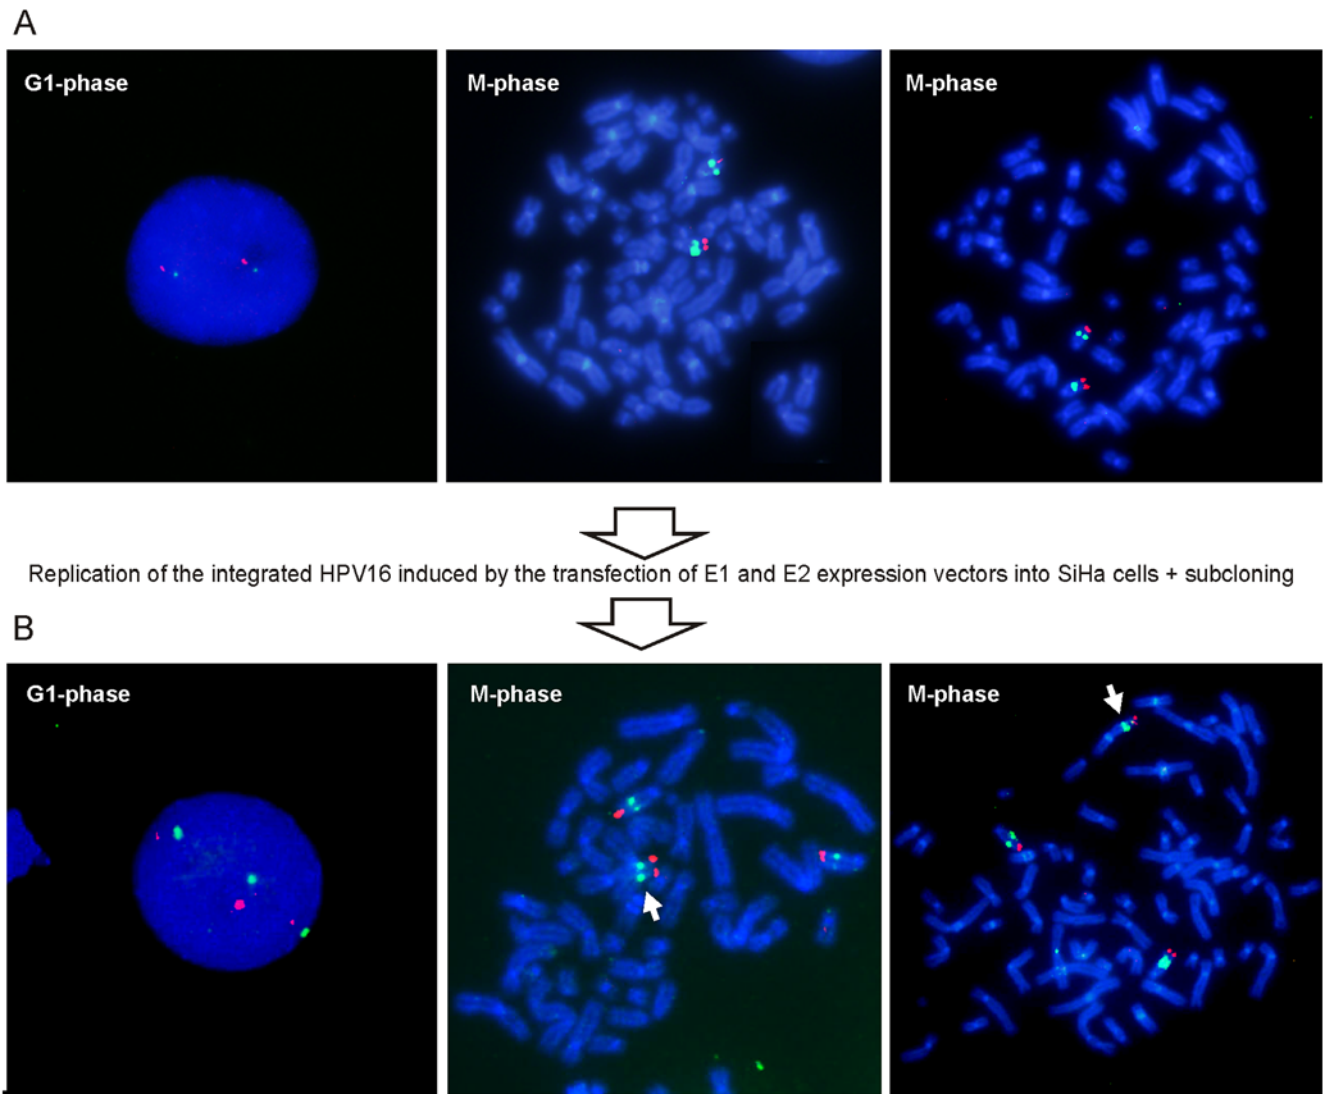 A
G1-phase
M-phase
M-phase
Replication of the integrated HPV16 induced by the transfection of E1 and E2 expression vectors into SiHa cells + subcloning
B
G1-phase
M-phase
M-phase